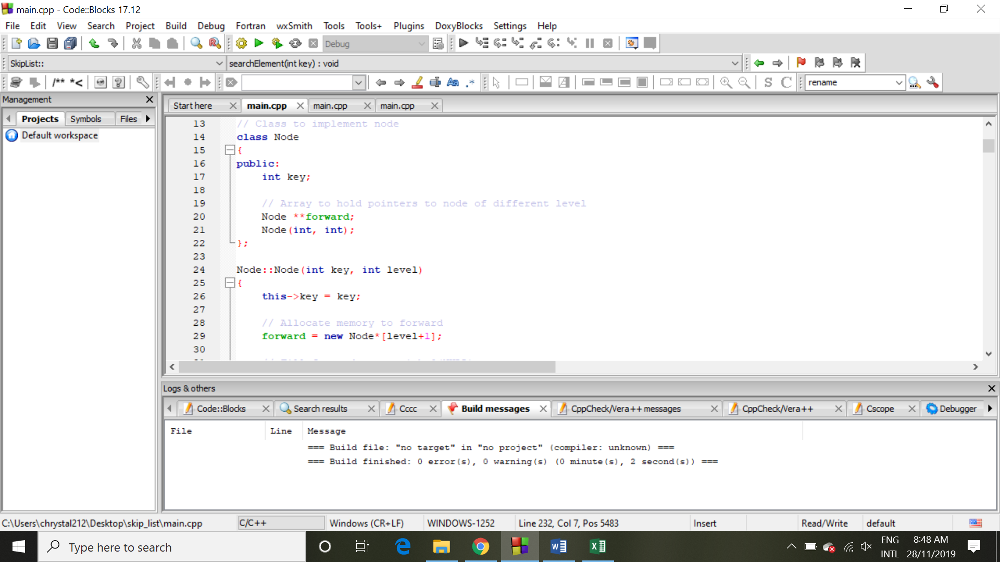 main.cpp - Code::Blocks 17.12
File Edit View Search Project Build Debug Fortran wxSmith Tools Tools+ Plugins DoxyBlocks Settings Help
Debug
SkipList:: searchElement(int key) : void
/** *< Aa .* S C rename
Management
Start here main.cpp main.cpp main.cpp
Projects Symbols Files
Default workspace
13 // Class to implement node
14 class Node
15 {
16 public:
17 int key;
18
19 // Array to hold pointers to node of different level
20 Node **forward;
21 Node(int, int);
22 };
23
24 Node::Node(int key, int level)
25 {
26 this->key = key;
27
28 // Allocate memory to forward
29 forward = new Node*[level+1];
30
Logs & others
Code::Blocks Search results Cccc Build messages CppCheck/Vera++ messages CppCheck/Vera++ Cscope Debugger
File Line Message
=== Build file: "no target" in "no project" (compiler: unknown) ===
=== Build finished: 0 error(s), 0 warning(s) (0 minute(s), 2 second(s)) ===
C:\Users\chrystal212\Desktop\skip_list\main.cpp C/C++ Windows (CR+LF) WINDOWS-1252 Line 232, Col 7, Pos 5483 Insert Read/Write default
Type here to search
ENG 8:48 AM
INTL 28/11/2019